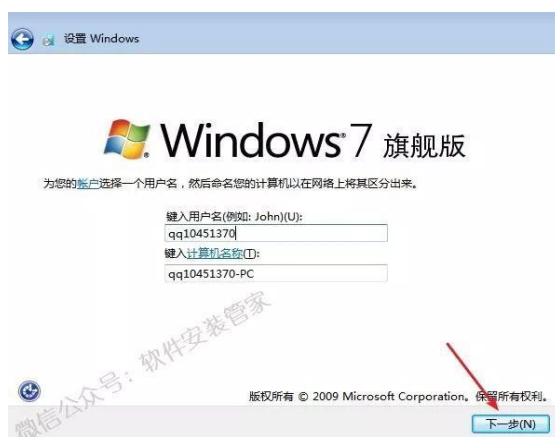 设置 Windows
Windows 7 旗舰版
为您的帐户选择一个用户名，然后命名您的计算机以在网络上将其区分出来。
键入用户名(例如: John)(U):
qq10451370
键入计算机名称(T):
qq10451370-PC
微信公众号：软件安装管家
版权所有 © 2009 Microsoft Corporation。保留所有权利。
下一步(N)